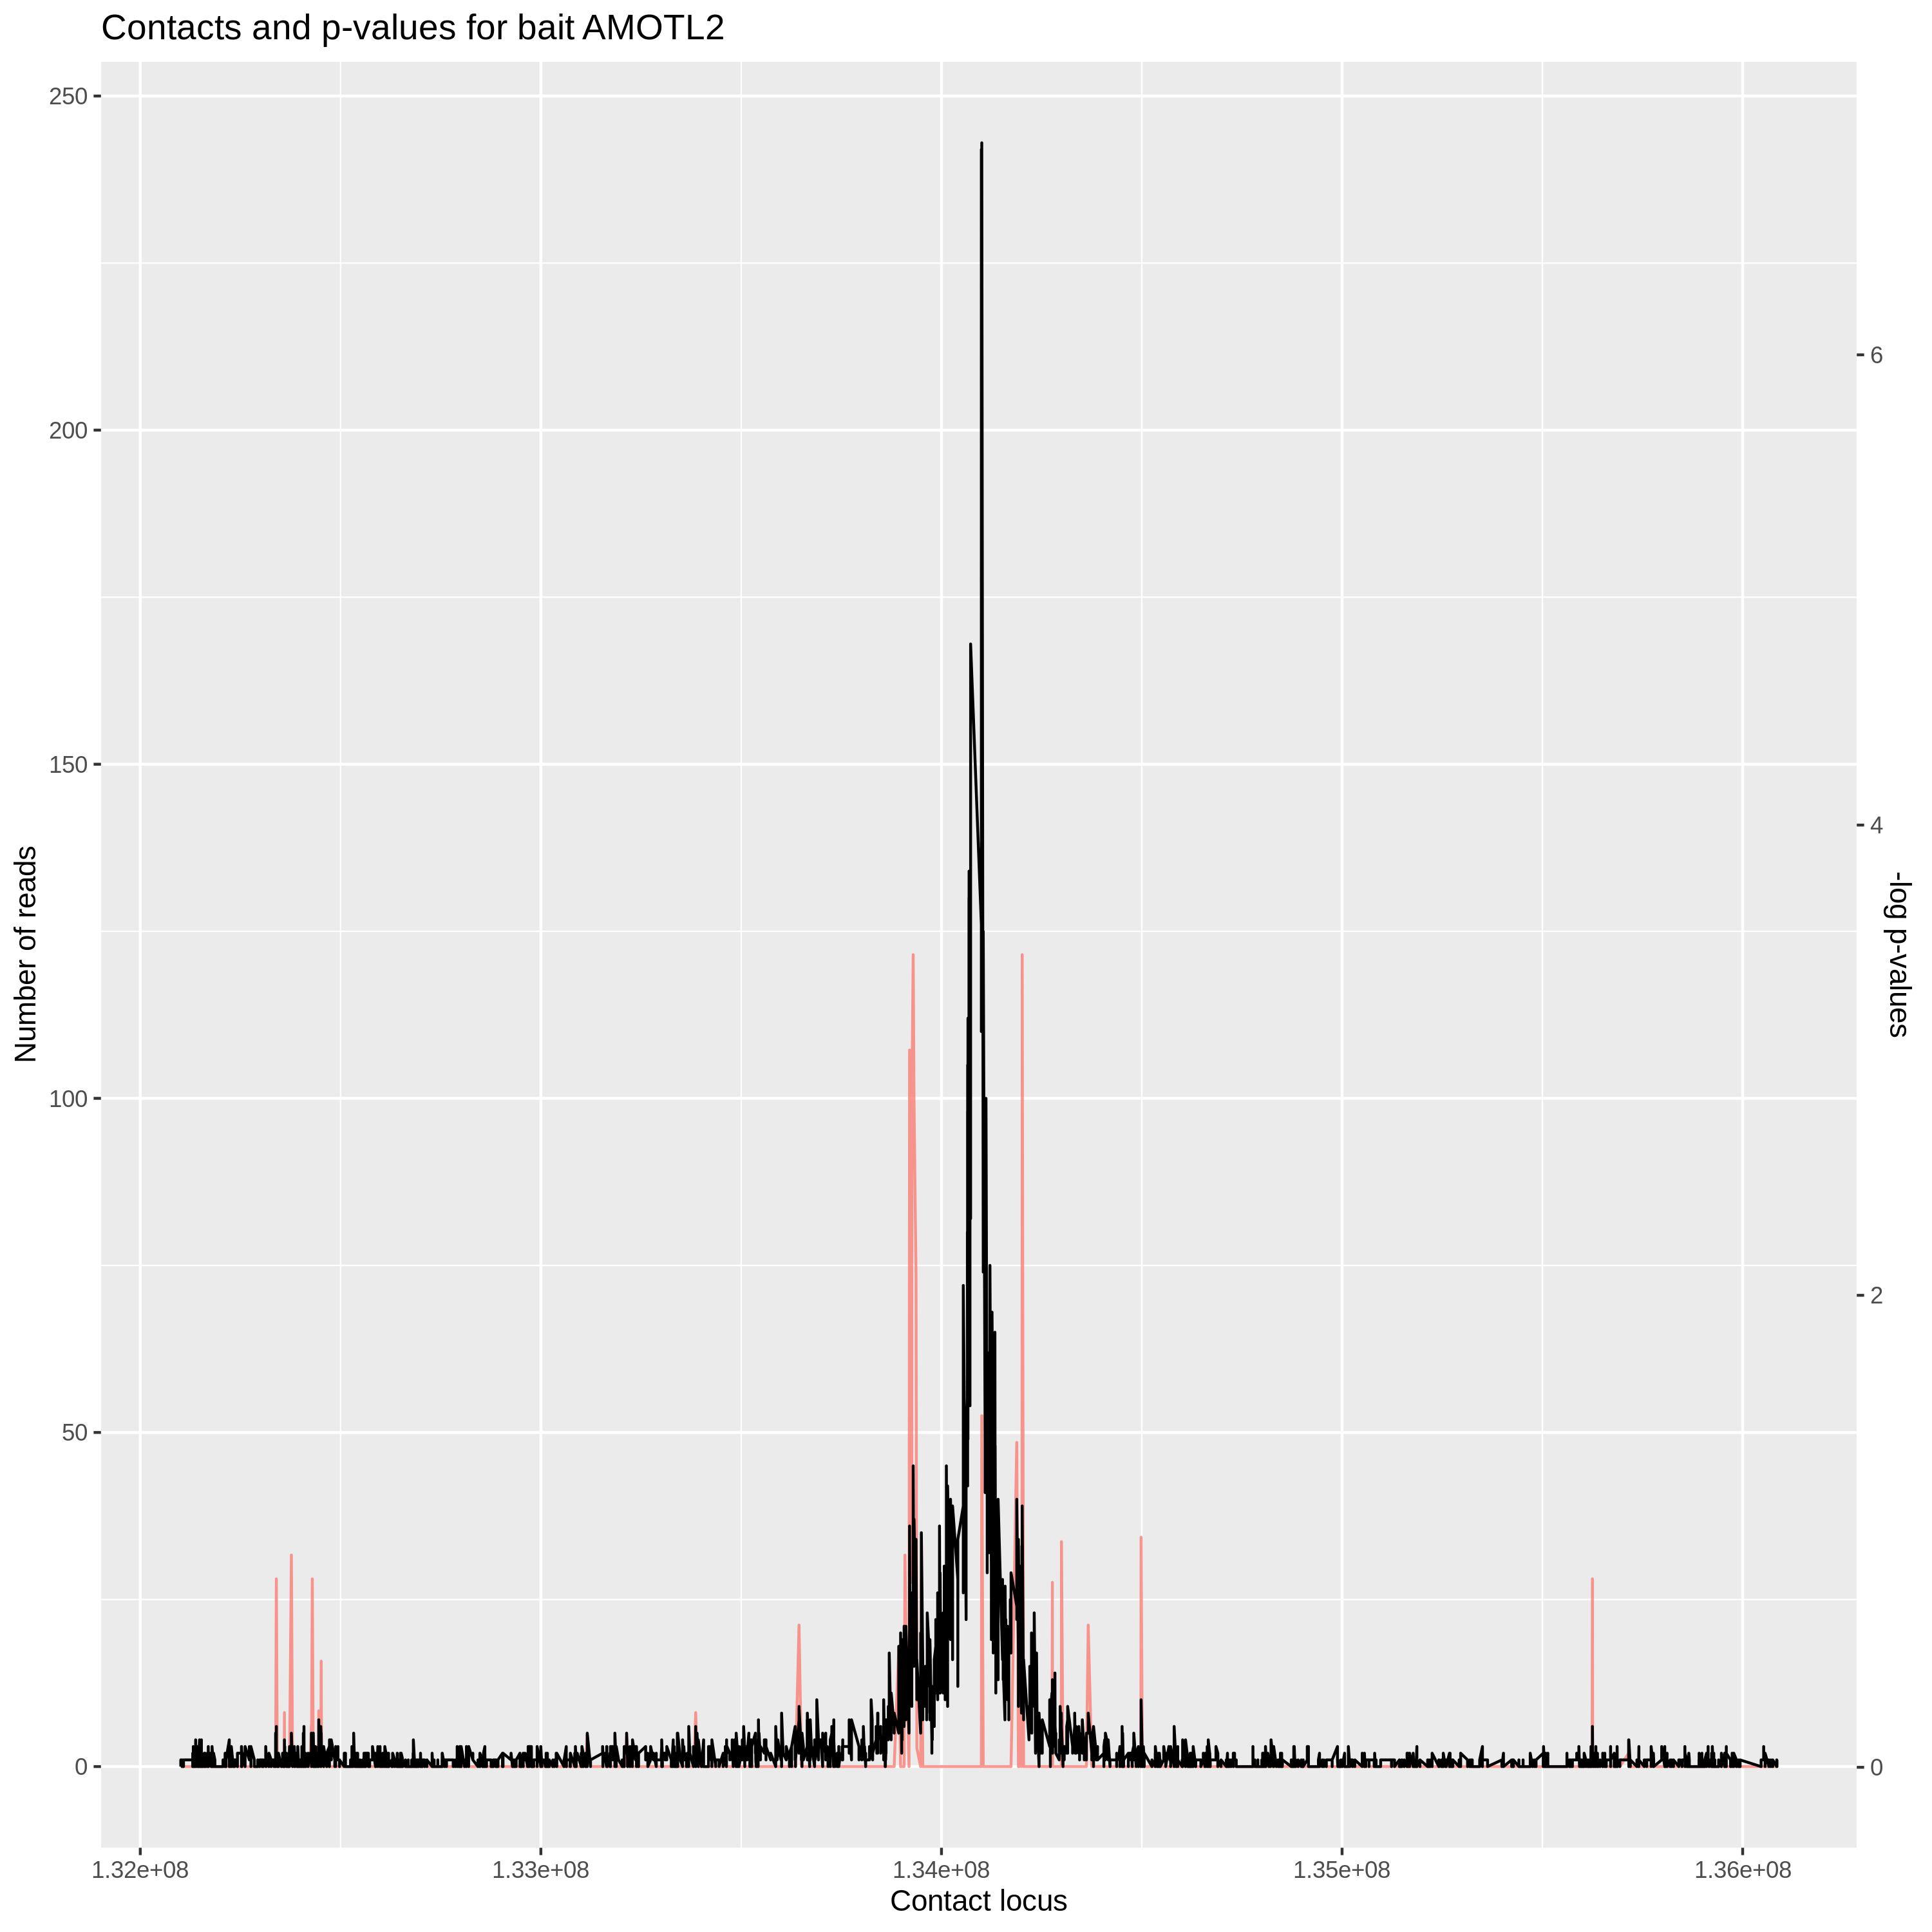 Contacts and p-values for bait AMOTL2
250
200
150
100
50
0
Number of reads
6
4
2
0
-log p-values
1.32e+08 1.33e+08 1.34e+08 1.35e+08 1.36e+08
Contact locus